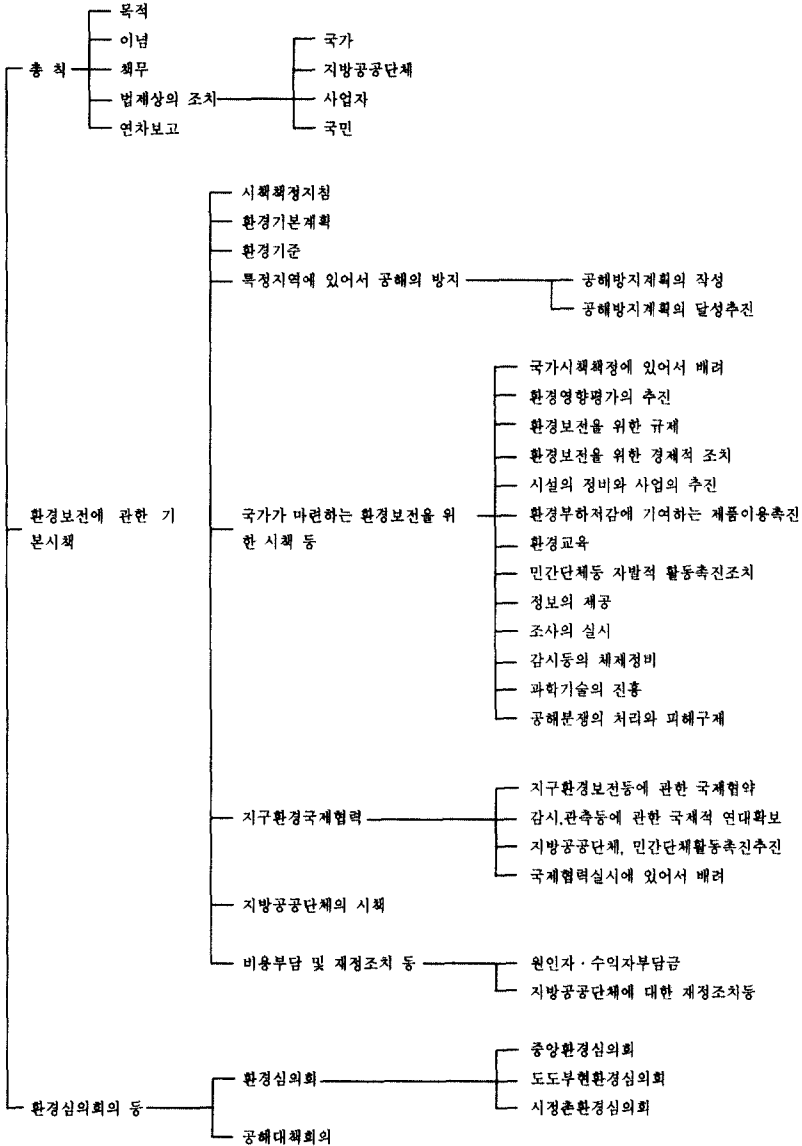 목적
이념
국가
총 칙
책무
지방공공단체
법제상의 조치
사업자
연차보고
국민
시책책정지침
환경기본계획
환경기준
특정지역에 있어서 공해의 방지
공해방지계획의 작성
공해방지계획의 달성추진
국가시책책정에 있어서 배려
환경영향평가의 추진
환경보전을 위한 규제
환경보전을 위한 경제적 조치
시설의 정비와 사업의 추진
환경보전에 관한 기
본시책
국가가 마련하는 환경보전을 위
한 시책 등
환경부하저감에 기여하는 제품이용촉진
환경교육
민간단체등 자발적 활동촉진조치
정보의 제공
조사의 실시
감시등의 체제정비
과학기술의 진흥
공해분쟁의 처리와 피해구제
지구환경보전등에 관한 국제협약
지구환경국제협력
감시,관측등에 관한 국제적 연대확보
지방공공단체, 민간단체활동촉진추진
국제협력실시에 있어서 배려
지방공공단체의 시책
비용부담 및 재정조치 등
원인자·수익자부담금
지방공공단체에 대한 재정조치등
중앙환경심의회
환경심의회
도도부현환경심의회
환경심의회의 등
시정촌환경심의회
공해대책회의